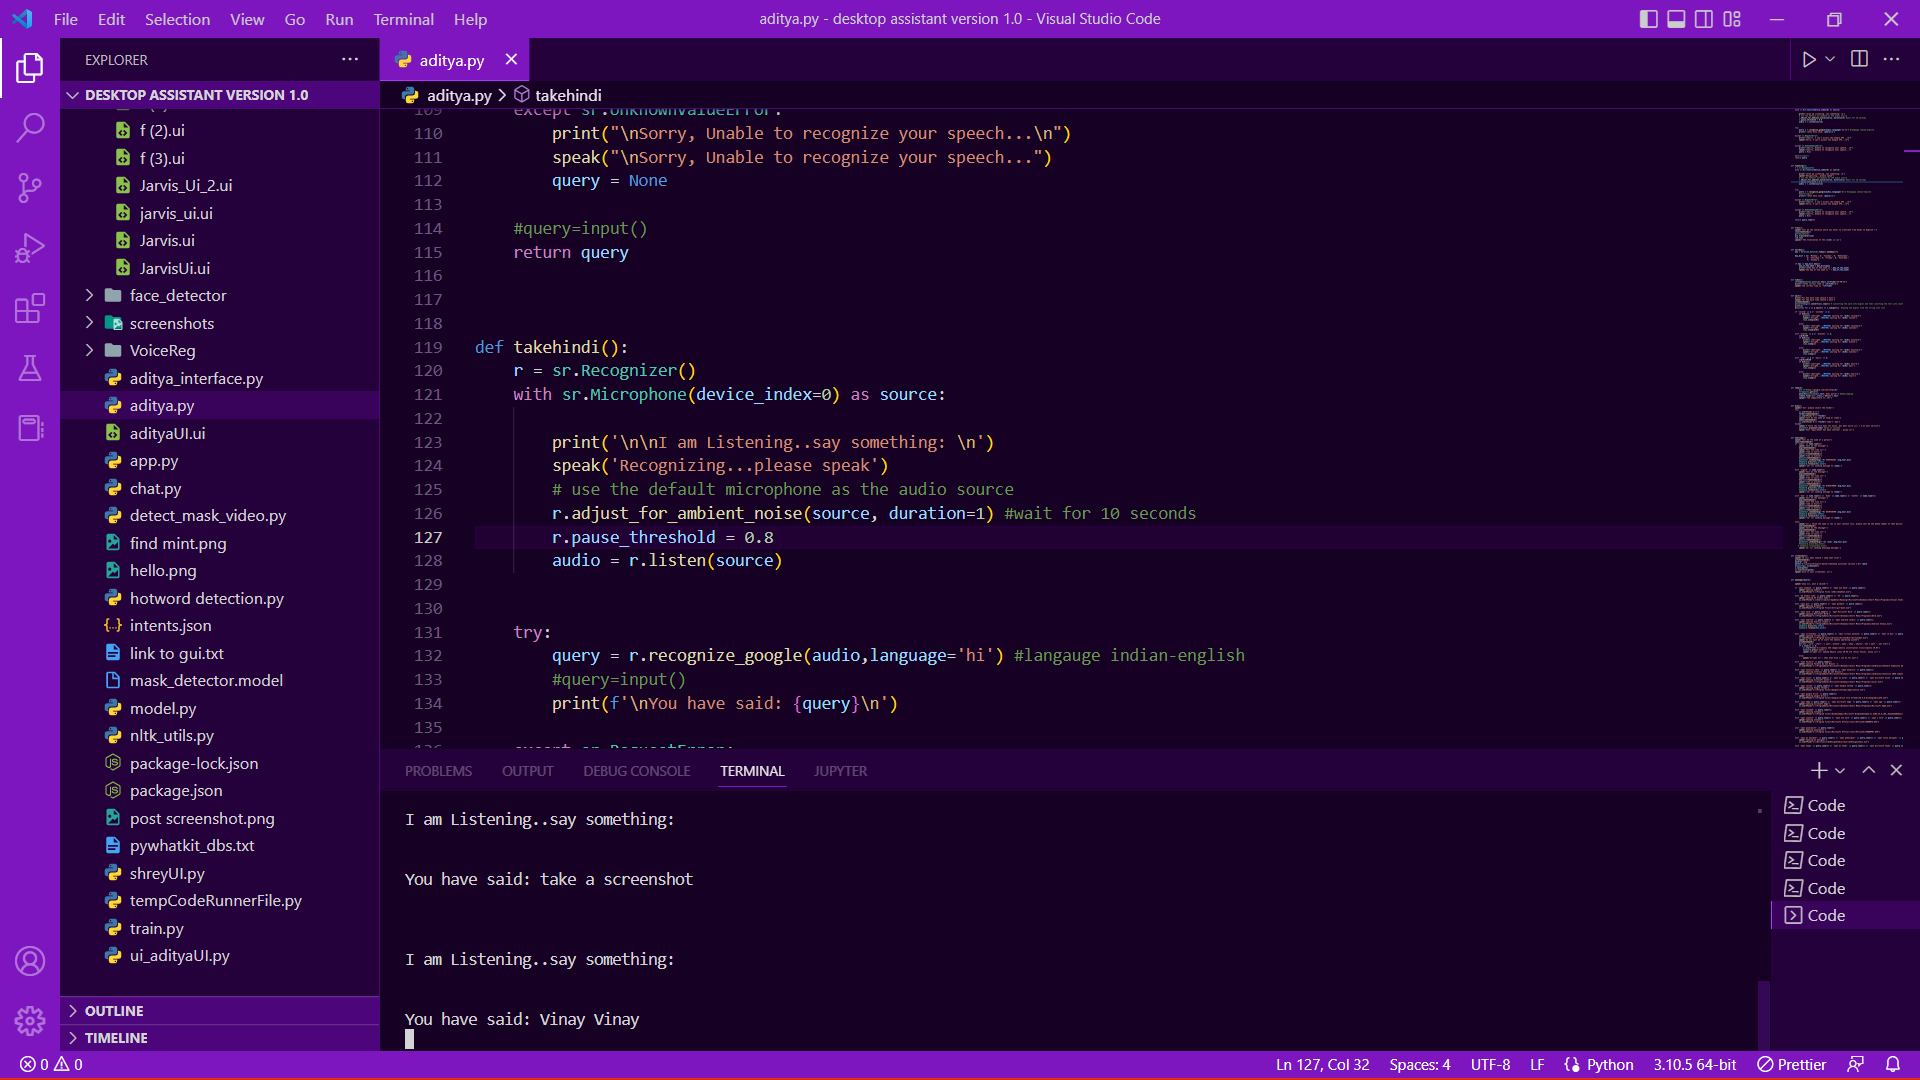 File Edit Selection View Go Run Terminal Help
aditya.py - desktop assistant version 1.0 - Visual Studio Code
EXPLORER
DESKTOP ASSISTANT VERSION 1.0
f (2).ui
f (3).ui
Jarvis_Ui_2.ui
jarvis_ui.ui
Jarvis.ui
JarvisUi.ui
face_detector
screenshots
VoiceReg
aditya_interface.py
aditya.py
adityaUI.ui
app.py
chat.py
detect_mask_video.py
find mint.png
hello.png
hotword detection.py
intents.json
link to gui.txt
mask_detector.model
model.py
nltk_utils.py
package-lock.json
package.json
post screenshot.png
pywhatkit_dbs.txt
shreyUI.py
tempCodeRunnerFile.py
train.py
ui_adityaUI.py
OUTLINE
TIMELINE
aditya.py
aditya.py > takehindi
109 except sr.UnknownValueError:
110 print("\nSorry, Unable to recognize your speech...\n")
111 speak("\nSorry, Unable to recognize your speech...")
112 query = None
113
114 #query=input()
115 return query
116
117
118
119 def takehindi():
120 r = sr.Recognizer()
121 with sr.Microphone(device_index=0) as source:
122
123 print('\n\nI am Listening..say something: \n')
124 speak('Recognizing...please speak')
125 # use the default microphone as the audio source
126 r.adjust_for_ambient_noise(source, duration=1) #wait for 10 seconds
127 r.pause_threshold = 0.8
128 audio = r.listen(source)
129
130
131 try:
132 query = r.recognize_google(audio,language='hi') #langauge indian-english
133 #query=input()
134 print(f'\nYou have said: {query}\n')
135
136 except sr.RequestError:
PROBLEMS OUTPUT DEBUG CONSOLE TERMINAL JUPYTER
I am Listening..say something:
You have said: take a screenshot
I am Listening..say something:
You have said: Vinay Vinay
Code
Code
Code
Code
Code
0 0
Ln 127, Col 32 Spaces: 4 UTF-8 LF Python 3.10.5 64-bit Prettier